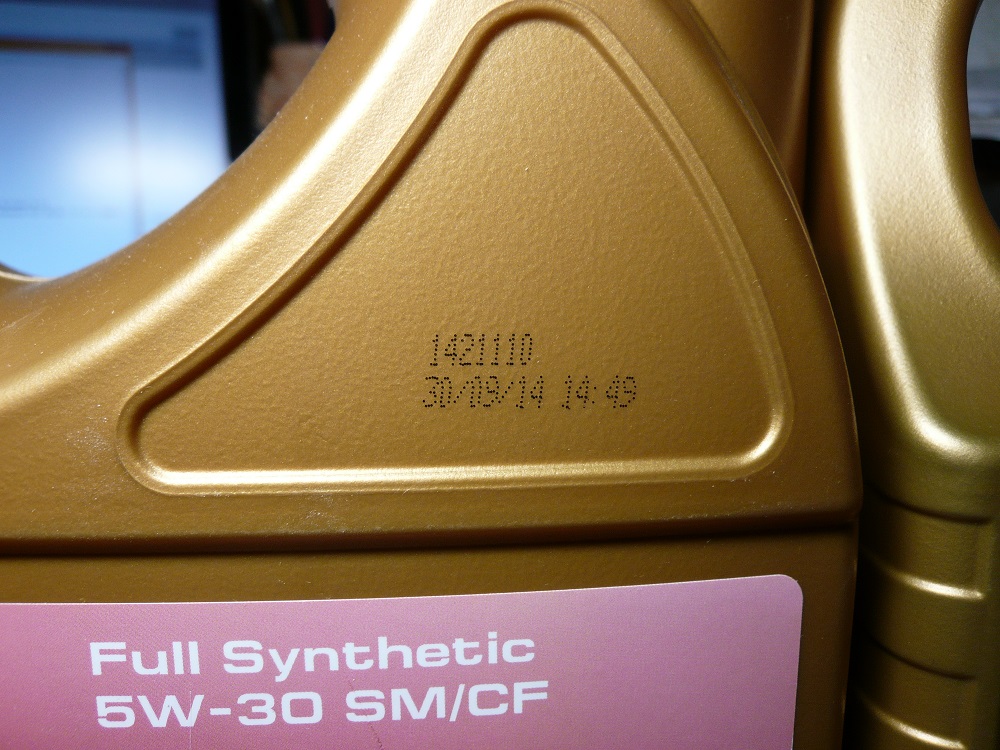 1421110
30/09/14 14:49
Full Synthetic
5W-30 SM/CF